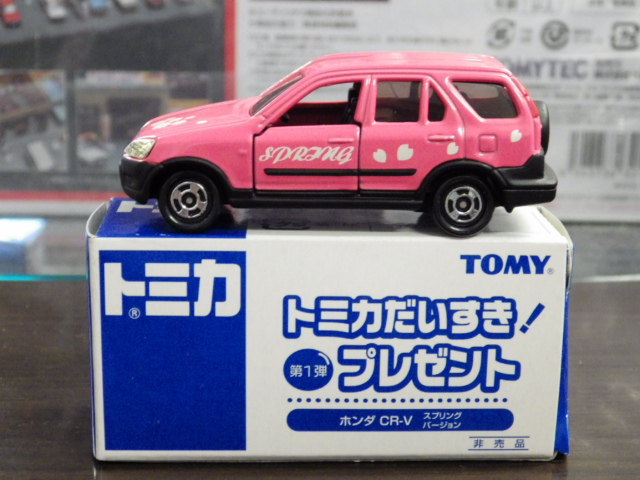 SPRING
トミカ®
TOMY®
トミカだいすき!
第1弾
プレゼント
ホンダ CR-V スプリング
バージョン
非売品
TOMYTEC